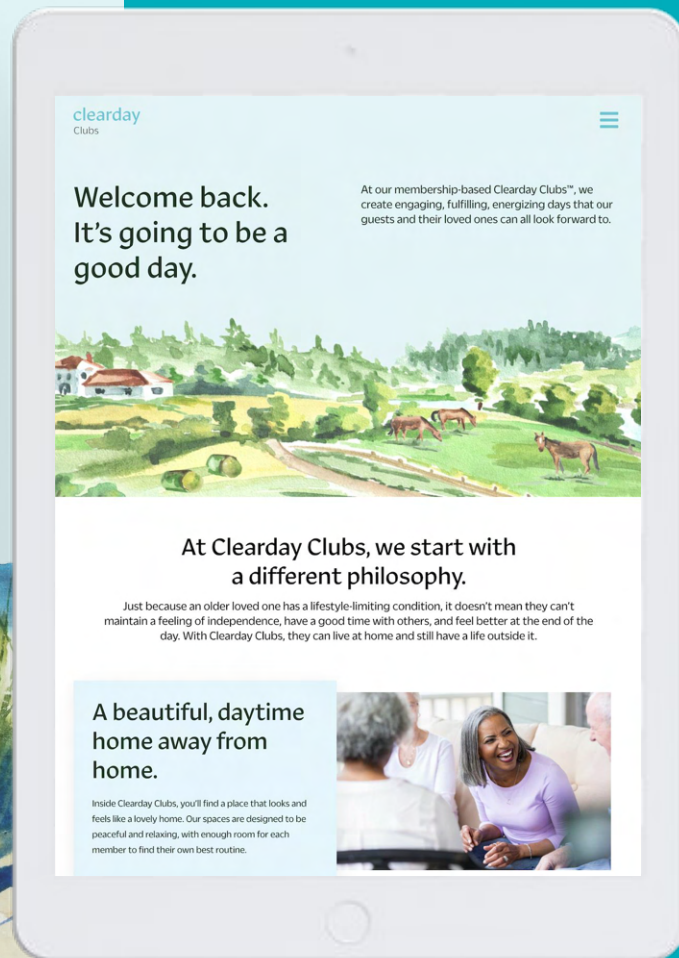 clearday
Clubs
Welcome back.
It's going to be a
good day.
At our membership-based Clearday Clubs™, we
create engaging, fulfilling, energizing days that our
guests and their loved ones can all look forward to.
At Clearday Clubs, we start with
a different philosophy.
Just because an older loved one has a lifestyle-limiting condition, it doesn't mean they can't
maintain a feeling of independence, have a good time with others, and feel better at the end of the
day. With Clearday Clubs, they can live at home and still have a life outside it.
A beautiful, daytime
home away from
home.
Inside Clearday Clubs, you'll find a place that looks and
feels like a lovely home. Our spaces are designed to be
peaceful and relaxing, with enough room for each
member to find their own best routine.